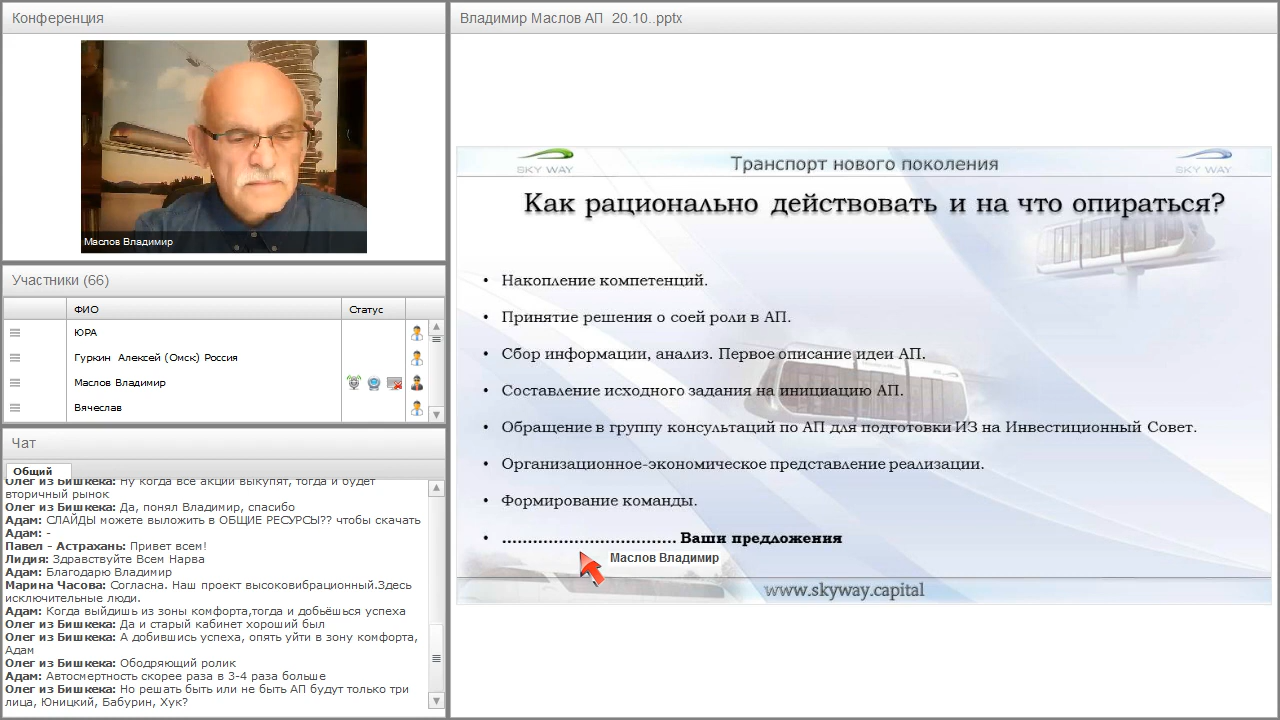 Конференция
Маслов Владимир
Участники (66)
ФИО
Статус
ЮРА
Гуркин Алексей (Омск) Россия
Маслов Владимир
Вячеслав
Чат
Общий
Олег из Бишкека: Ну когда все акции выкупят, тогда и будет
вторичный рынок
Олег из Бишкека: Да, понял Владимир, спасибо
Адам: СЛАЙДЫ можете выложить в ОБЩИЕ РЕСУРСЫ?? чтобы скачать
Адам: -
Павел - Астрахань: Привет всем!
Лидия: Здравствуйте Всем Нарва
Адам: Благодарю Владимир
Марина Часова: Согласна. Наш проект высоковибрационный.Здесь
исключительные люди.
Адам: Когда выйдишь из зоны комфорта,тогда и добьёшься успеха
Олег из Бишкека: Да и старый кабинет хороший был
Олег из Бишкека: А добившись успеха, опять уйти в зону комфорта,
Адам
Олег из Бишкека: Ободряющий ролик
Адам: Автосмертность скорее раза в 3-4 раза больше
Олег из Бишкека: Но решать быть или не быть АП будут только три
лица, Юницкий, Бабурин, Хук?
Владимир Маслов АП 20.10..pptx
SKY WAY
Транспорт нового поколения
SKY WAY
Как рационально действовать и на что опираться?
• Накопление компетенций.
• Принятие решения о соей роли в АП.
• Сбор информации, анализ. Первое описание идеи АП.
• Составление исходного задания на инициацию АП.
• Обращение в группу консультаций по АП для подготовки ИЗ на Инвестиционный Совет.
• Организационное-экономическое представление реализации.
• Формирование команды.
• .................................. Ваши предложения
Маслов Владимир
www.skyway.capital